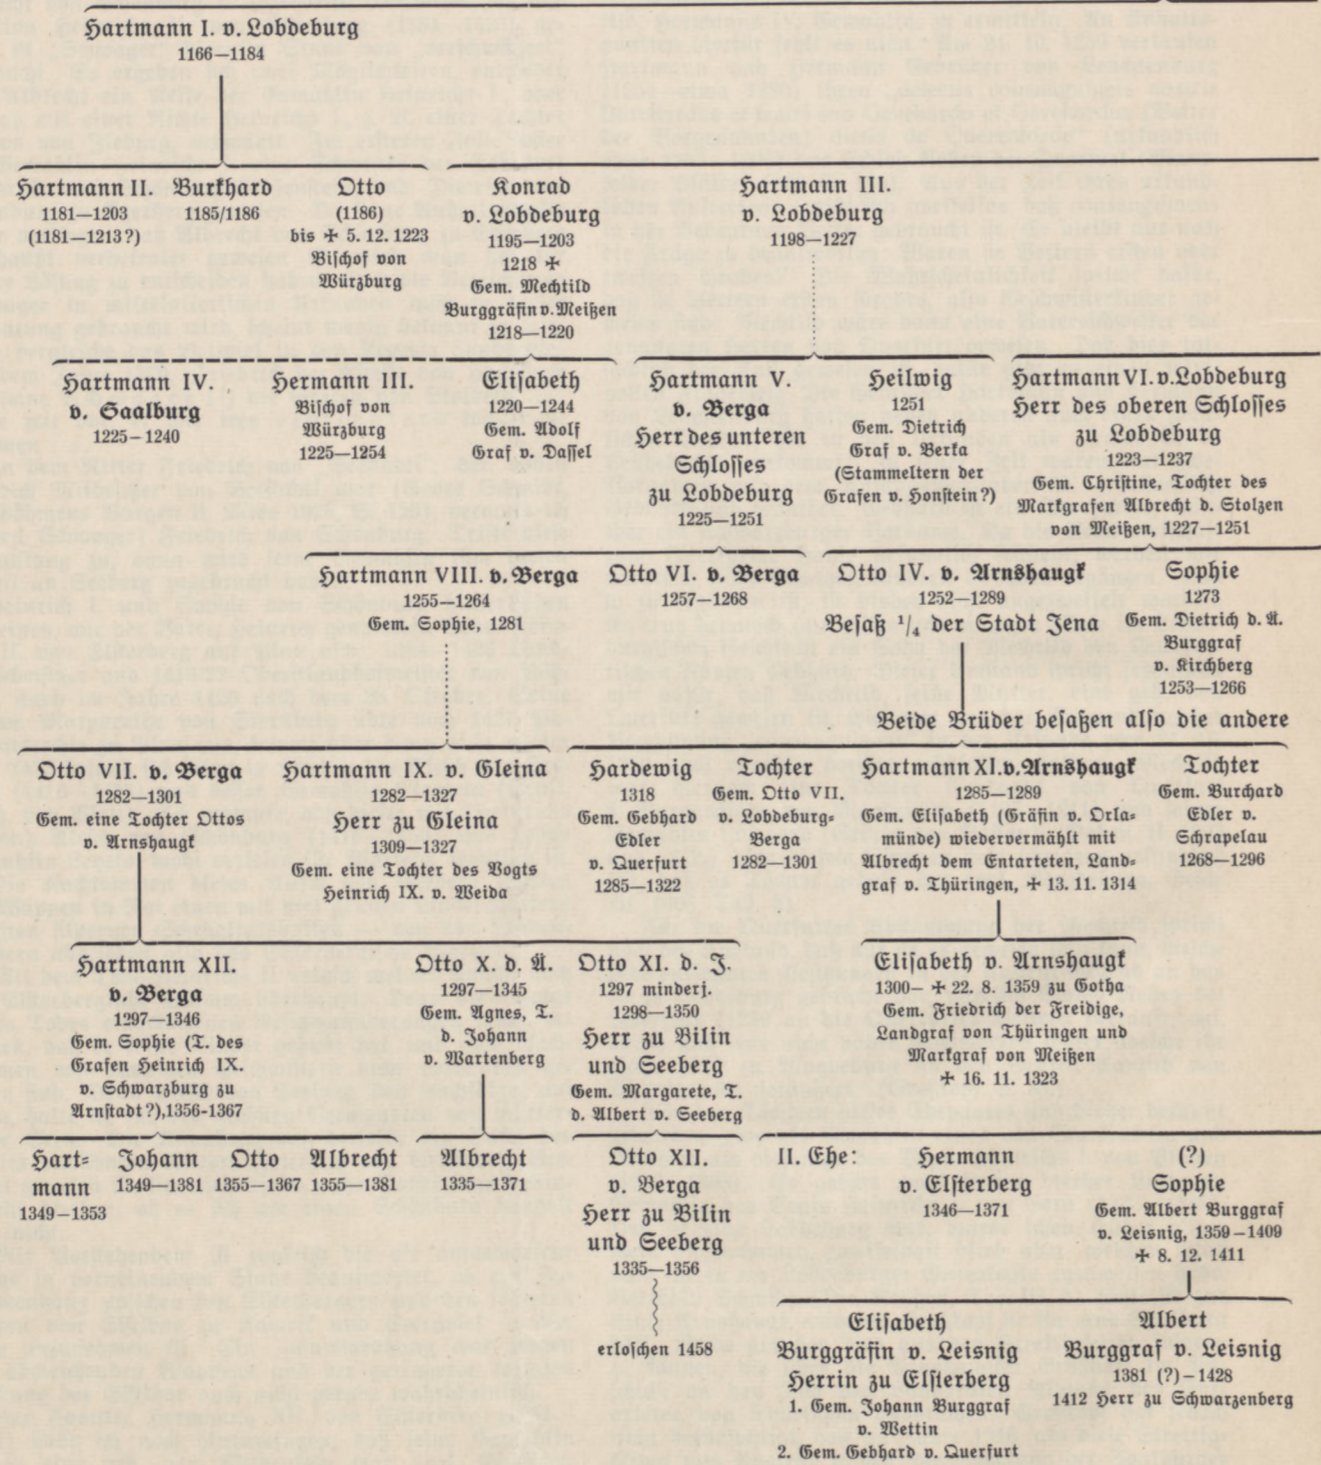 Hartmann I. v. Lobdeburg
1166–1184
Hartmann II.
1181—1203
(1181—1213?)
Burkhard
1185/1186
Otto
(1186)
bis ✠ 5. 12. 1223
Bischof von
Würzburg
Konrad
v. Lobdeburg
1195—1203
1218 ✠
Gem. Mechtild
Burggräfin v. Meißen
1218—1220
Hartmann III.
v. Lobdeburg
1198—1227
Hartmann IV.
v. Saalburg
1225–1240
Hermann III.
Bischof von
Würzburg
1225—1254
Elisabeth
1220—1244
Gem. Adolf
Graf v. Dassel
Hartmann V.
v. Berga
Herr des unteren
Schlosses
zu Lobdeburg
1225—1251
Heilwig
1251
Gem. Dietrich
Graf v. Berka
(Stammeltern der
Grafen v. Honstein?)
Hartmann VI. v. Lobdeburg
Herr des oberen Schlosses
zu Lobdeburg
1223—1237
Gem. Christine, Tochter des
Markgrafen Albrecht d. Stolzen
von Meißen, 1227—1251
Hartmann VIII. v. Berga
1255—1264
Gem. Sophie, 1281
Otto VI. v. Berga
1257—1268
Otto IV. v. Arnshaugk
1252—1289
Besaß ¹/₄ der Stadt Jena
Sophie
1273
Gem. Dietrich d. Ä.
Burggraf
v. Kirchberg
1253—1266
Beide Brüder besaßen also die andere
Otto VII. v. Berga
1282—1301
Gem. eine Tochter Ottos
v. Arnshaugk
Hartmann IX. v. Gleina
1282—1327
Herr zu Gleina
1309—1327
Gem. eine Tochter des Vogts
Heinrich IX. v. Weida
Hardewig
1318
Gem. Gebhard
Edler
v. Querfurt
1285—1322
Tochter
Gem. Otto VII.
v. Lobdeburg-
Berga
1282—1301
Hartmann XI. v. Arnshaugk
1285—1289
Gem. Elisabeth (Gräfin v. Orla-
münde) wiedervermählt mit
Albrecht dem Entarteten, Land-
graf v. Thüringen, ✠ 13. 11. 1314
Tochter
Gem. Burchard
Edler v.
Schrapelau
1268—1296
Hartmann XII.
v. Berga
1297—1346
Gem. Sophie (T. des
Grafen Heinrich IX.
v. Schwarzburg zu
Arnstadt?), 1356-1367
Otto X. d. Ä.
1297—1345
Gem. Agnes, T.
d. Johann
v. Wartenberg
Otto XI. d. J.
1297 minderj.
1298—1350
Herr zu Bilin
und Seeberg
Gem. Margarete, T.
d. Albert v. Seeberg
Elisabeth v. Arnshaugk
1300– ✠ 22. 8. 1359 zu Gotha
Gem. Friedrich der Freidige,
Landgraf von Thüringen und
Markgraf von Meißen
✠ 16. 11. 1323
Hart-
mann
1349–1353
Johann
1349—1381
Otto
1355—1367
Albrecht
1355—1381
Albrecht
1335—1371
Otto XII.
v. Berga
Herr zu Bilin
und Seeberg
1335—1356
erloschen 1458
II. Ehe:
Hermann
v. Elsterberg
1346—1371
(?)
Sophie
Gem. Albert Burggraf
v. Leisnig, 1359–1409
✠ 8. 12. 1411
Elisabeth
Burggräfin v. Leisnig
Herrin zu Elsterberg
1. Gem. Johann Burggraf
v. Wettin
2. Gem. Gebhard v. Querfurt
Albert
Burggraf v. Leisnig
1381 (?)–1428
1412 Herr zu Schwarzenberg